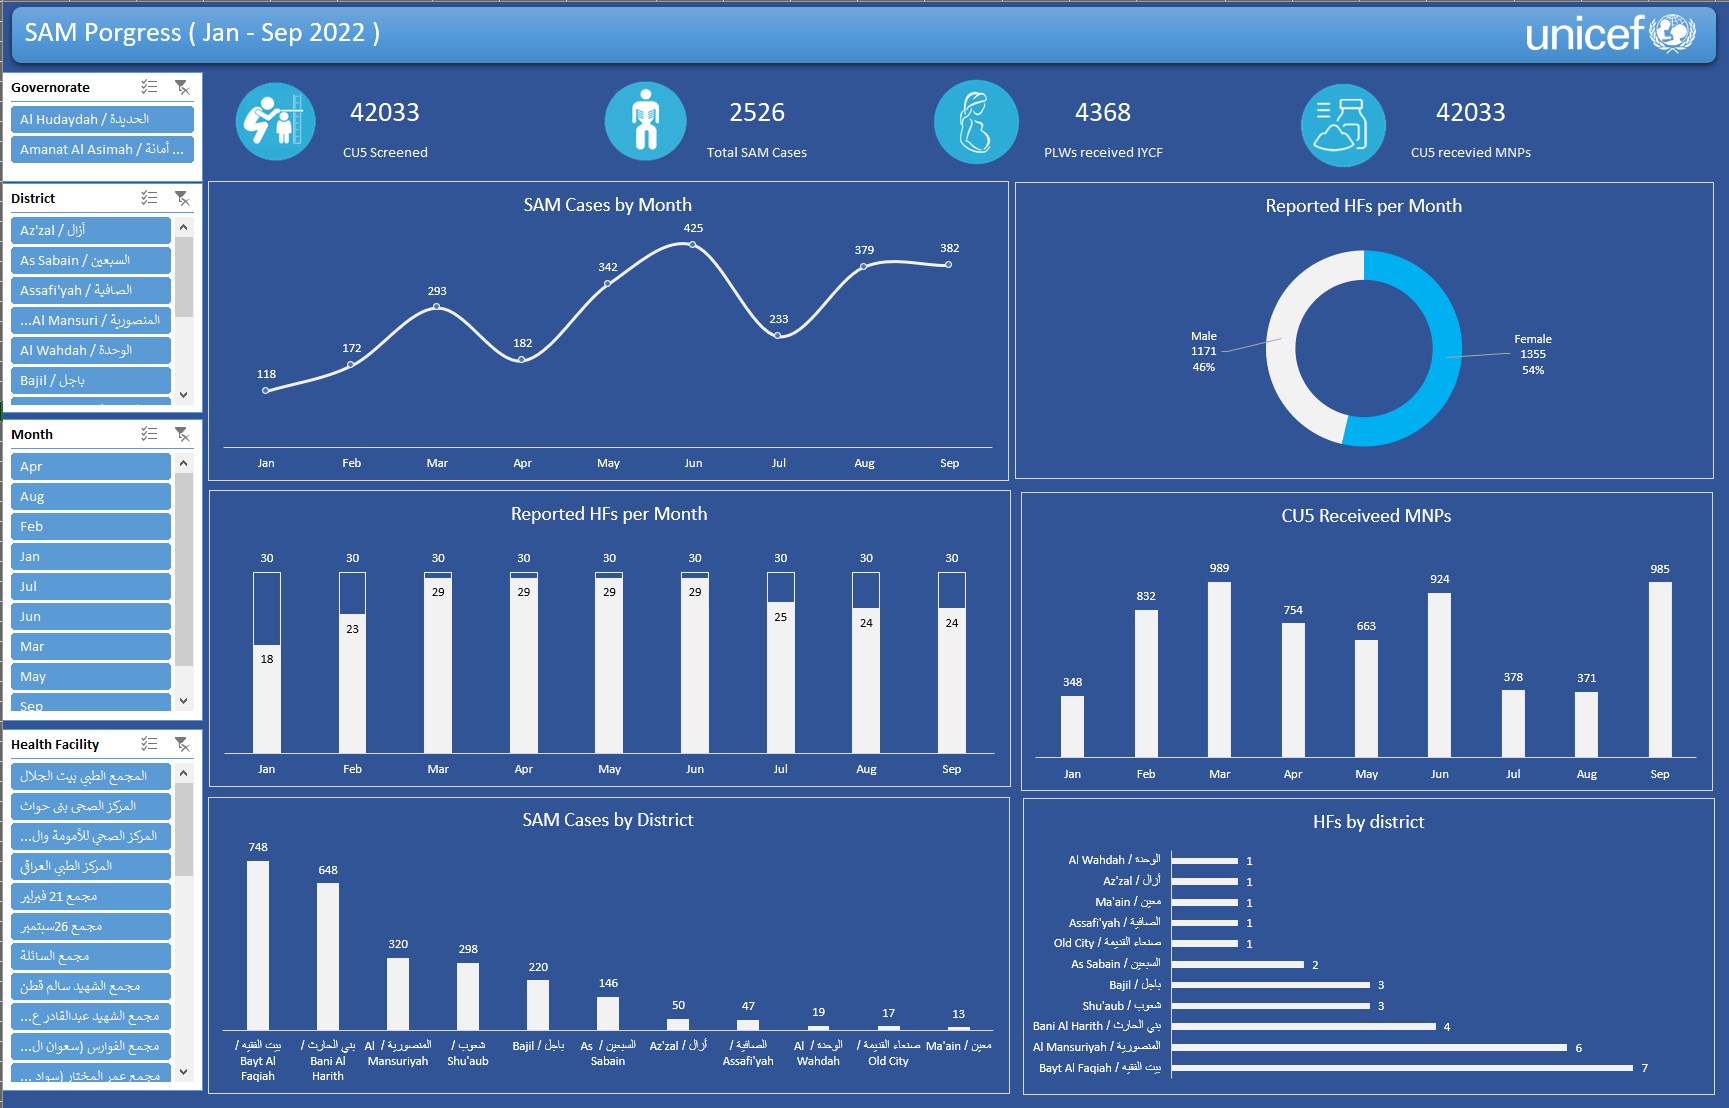 SAM Porgress ( Jan - Sep 2022 )
unicef
Governorate
Al Hudaydah / الحديدة
Amanat Al Asimah / أمانة ...
District
Az'zal / أزال
As Sabain / السبعين
Assafi'yah / الصافية
...Al Mansuri / المنصورية
Al Wahdah / الوحدة
Bajil / باجل
Month
Apr
Aug
Feb
Jan
Jul
Jun
Mar
May
Sep
Health Facility
المجمع الطبي بيت الجلال
المركز الصحي بني حوات
المركز الصحي للأمومة وال...
المركز الطبي العراقي
مجمع 21 فبراير
مجمع 26سبتمبر
مجمع السائلة
مجمع الشهيد سالم قطن
مجمع الشهيد عبدالقادر ع...
مجمع الفوارس (سعوان ال...
مجمع عمر المختار (سواد ...
42033
CU5 Screened
2526
Total SAM Cases
4368
PLWs received IYCF
42033
CU5 recevied MNPs
SAM Cases by Month
118
172
293
182
342
425
233
379
382
Jan Feb Mar Apr May Jun Jul Aug Sep
Reported HFs per Month
Male
1171
46%
Female
1355
54%
Reported HFs per Month
30 30 30 30 30 30 30 30 30
18 23 29 29 29 29 25 24 24
Jan Feb Mar Apr May Jun Jul Aug Sep
CU5 Receiveed MNPs
348 832 989 754 663 924 378 371 985
Jan Feb Mar Apr May Jun Jul Aug Sep
SAM Cases by District
748 648 320 298 220 146 50 47 19 17 13
بيت الفقيه /
Bayt Al
Faqiah
بني الحارث /
Bani Al
Harith
Al / المنصورية
Mansuriyah
شعوب /
Shu'aub
Bajil / باجل
As / السبعين
Sabain
Az'zal / أزال
الصافية /
Assafi'yah
Al / الوحدة
Wahdah
صنعاء القديمة /
Old City
Ma'ain / معين
HFs by district
Al Wahdah / الوحدة 1
Az'zal / أزال 1
Ma'ain / معين 1
Assafi'yah / الصافية 1
Old City / صنعاء القديمة 1
As Sabain / السبعين 2
Bajil / باجل 3
Shu'aub / شعوب 3
Bani Al Harith / بني الحارث 4
Al Mansuriyah / المنصورية 6
Bayt Al Faqiah / بيت الفقيه 7